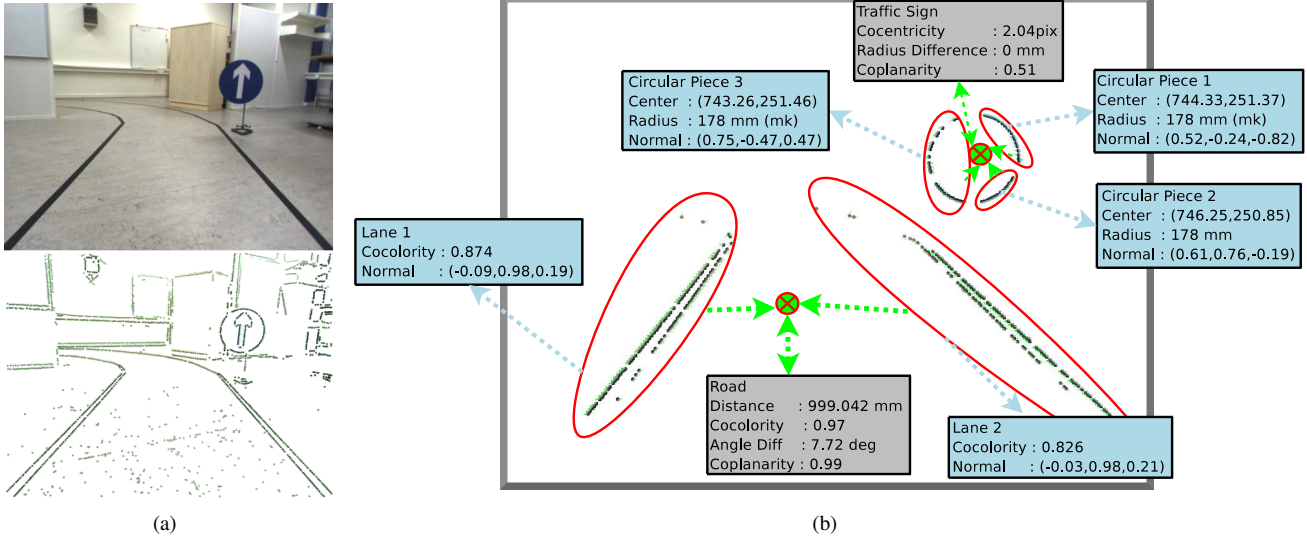 Traffic Sign
Cocentricity : 2.04pix
Radius Difference : 0 mm
Coplanarity : 0.51
Circular Piece 3
Center : (743.26,251.46)
Radius : 178 mm (mk)
Normal : (0.75,-0.47,0.47)
Circular Piece 1
Center : (744.33,251.37)
Radius : 178 mm (mk)
Normal : (0.52,-0.24,-0.82)
Circular Piece 2
Center : (746.25,250.85)
Radius : 178 mm
Normal : (0.61,0.76,-0.19)
Lane 1
Cocolority : 0.874
Normal : (-0.09,0.98,0.19)
Road
Distance : 999.042 mm
Cocolority : 0.97
Angle Diff : 7.72 deg
Coplanarity : 0.99
Lane 2
Cocolority : 0.826
Normal : (-0.03,0.98,0.21)
(a)
(b)